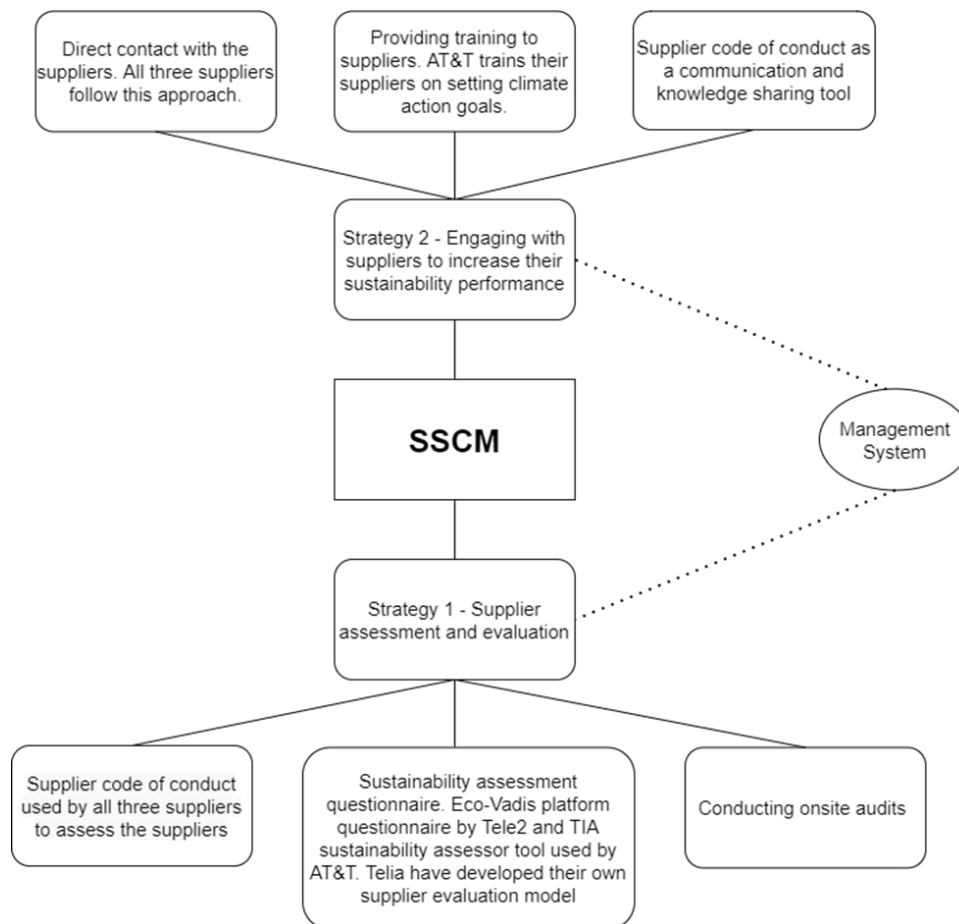 Direct contact with the
suppliers. All three suppliers
follow this approach.
Providing training to
suppliers. AT&T trains their
suppliers on setting climate
action goals.
Supplier code of conduct as
a communication and
knowledge sharing tool
Strategy 2 - Engaging with
suppliers to increase their
sustainability performance
SSCM
Management
System
Strategy 1 - Supplier
assessment and evaluation
Supplier code of conduct
used by all three suppliers
to assess the suppliers
Sustainability assessment
questionnaire. Eco-Vadis platform
questionnaire by Tele2 and TIA
sustainability assessor tool used by
AT&T. Telia have developed their own
supplier evaluation model
Conducting onsite audits